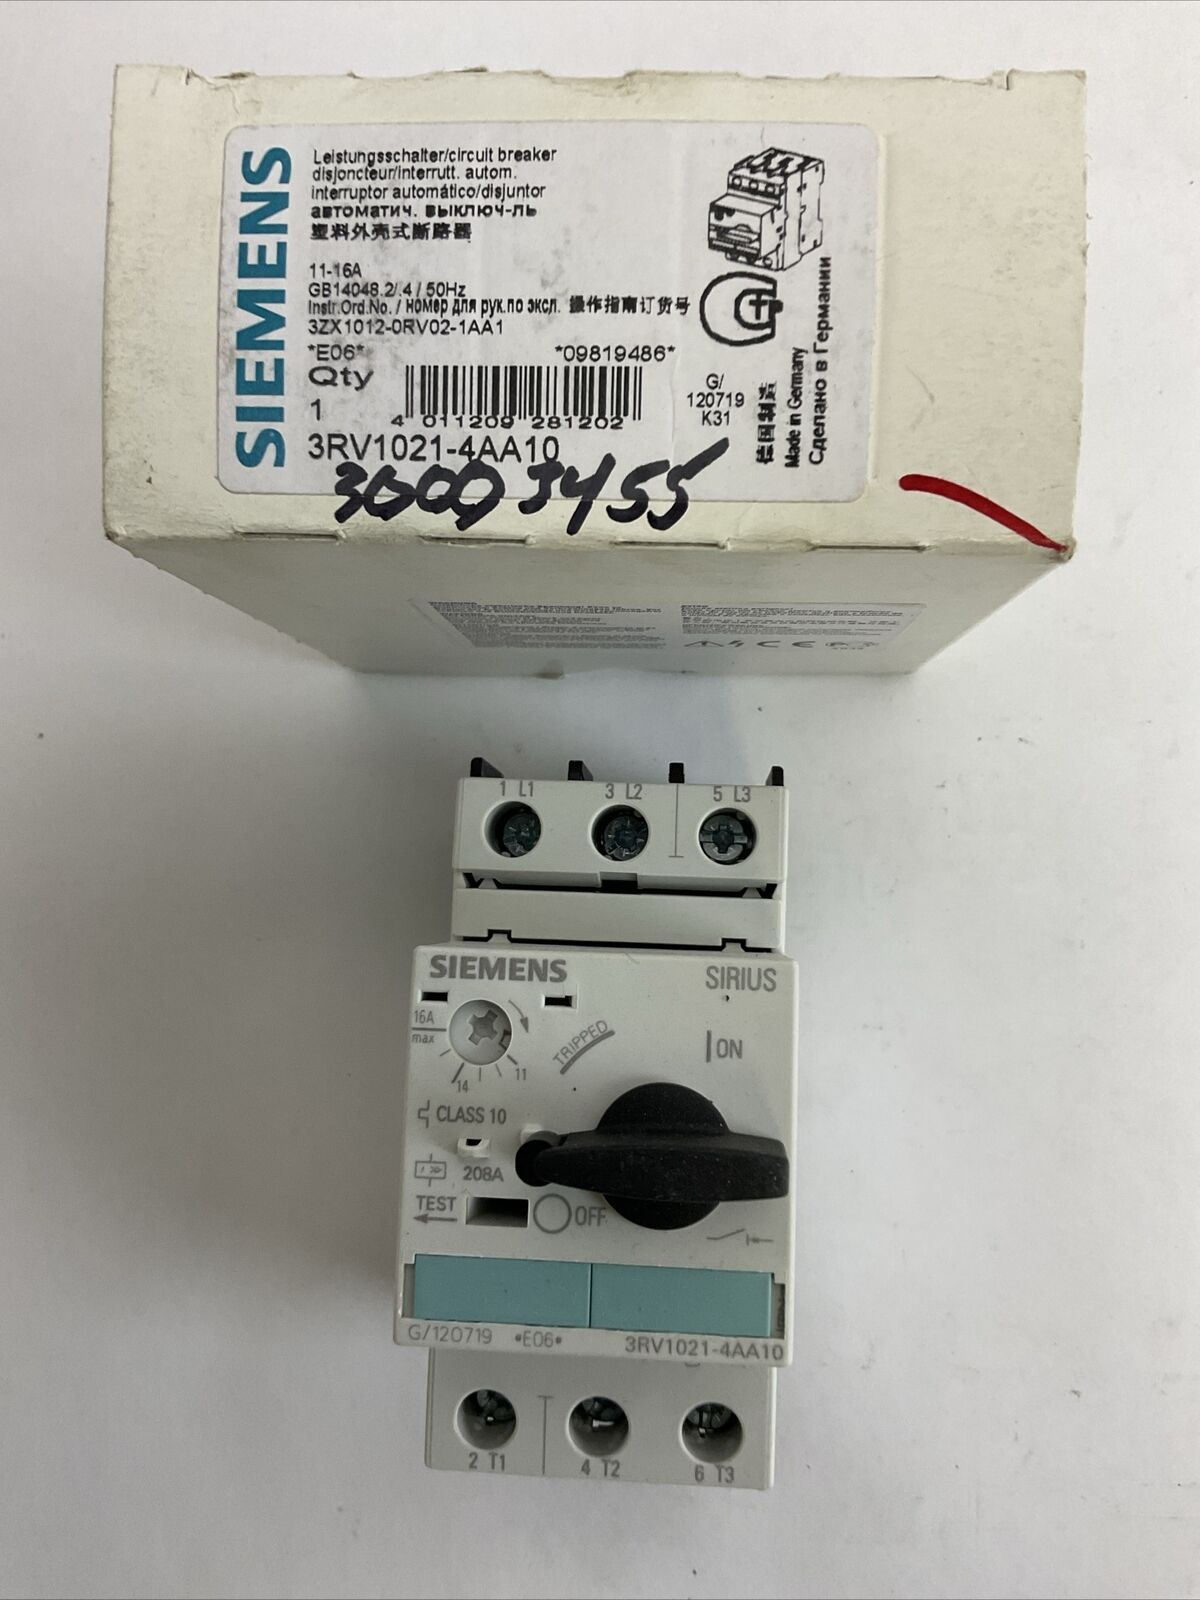 SIEMENS
Leistungsschalter/circuit breaker
disjoncteur/interrutt. autom.
interruptor automático/disjuntor
автоматич. выключ-ль
塑料外壳式断路器
11-16A
GB14048.2/.4 / 50Hz
Instr.Ord.No. / номер для рук.по эксл. 操作指南订货号
3ZX1012-0RV02-1AA1
*E06* *09819486*
Qty
1
4 011209 281202
3RV1021-4AA10
G/
120719
K31
德国制造
Made in Germany
Сделано в Германии
30003455
1 L1 3 L2 5 L3
SIEMENS
SIRIUS
16A
max
14
11
TRIPPED
ON
CLASS 10
208A
TEST
OFF
G/120719 *E06* 3RV1021-4AA10
2 T1 4 T2 6 T3